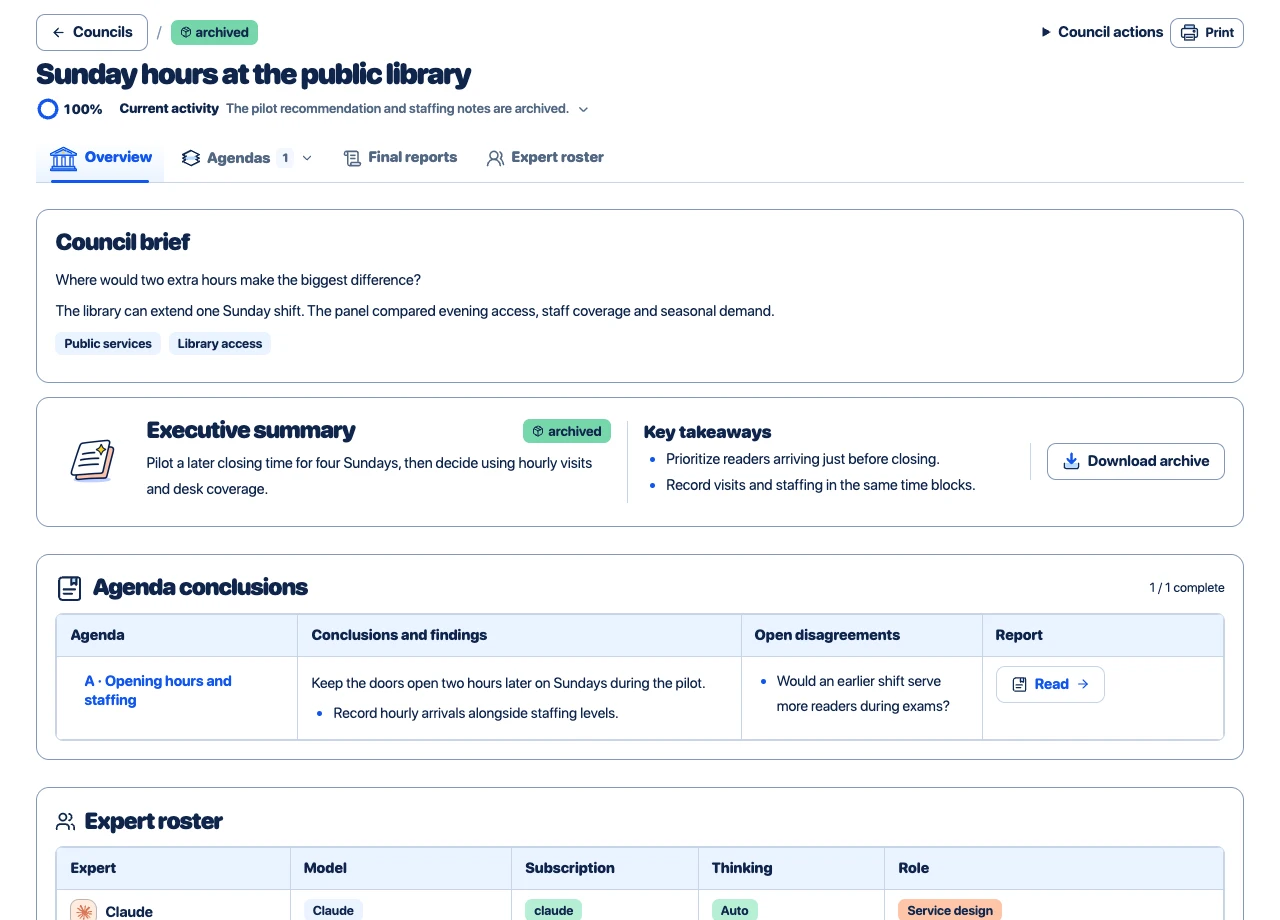 Councils / archived
Council actions Print
Sunday hours at the public library
100% Current activity The pilot recommendation and staffing notes are archived.
Overview Agendas 1 Final reports Expert roster
Council brief
Where would two extra hours make the biggest difference?
The library can extend one Sunday shift. The panel compared evening access, staff coverage and seasonal demand.
Public services Library access
Executive summary archived
Pilot a later closing time for four Sundays, then decide using hourly visits
and desk coverage.
Key takeaways
Prioritize readers arriving just before closing.
Record visits and staffing in the same time blocks.
Download archive
Agenda conclusions 1 / 1 complete
Agenda Conclusions and findings Open disagreements Report
A · Opening hours and
staffing
Keep the doors open two hours later on Sundays during the pilot.
Record hourly arrivals alongside staffing levels.
Would an earlier shift serve
more readers during exams?
Read
Expert roster
Expert Model Subscription Thinking Role
Claude Claude claude Auto Service design